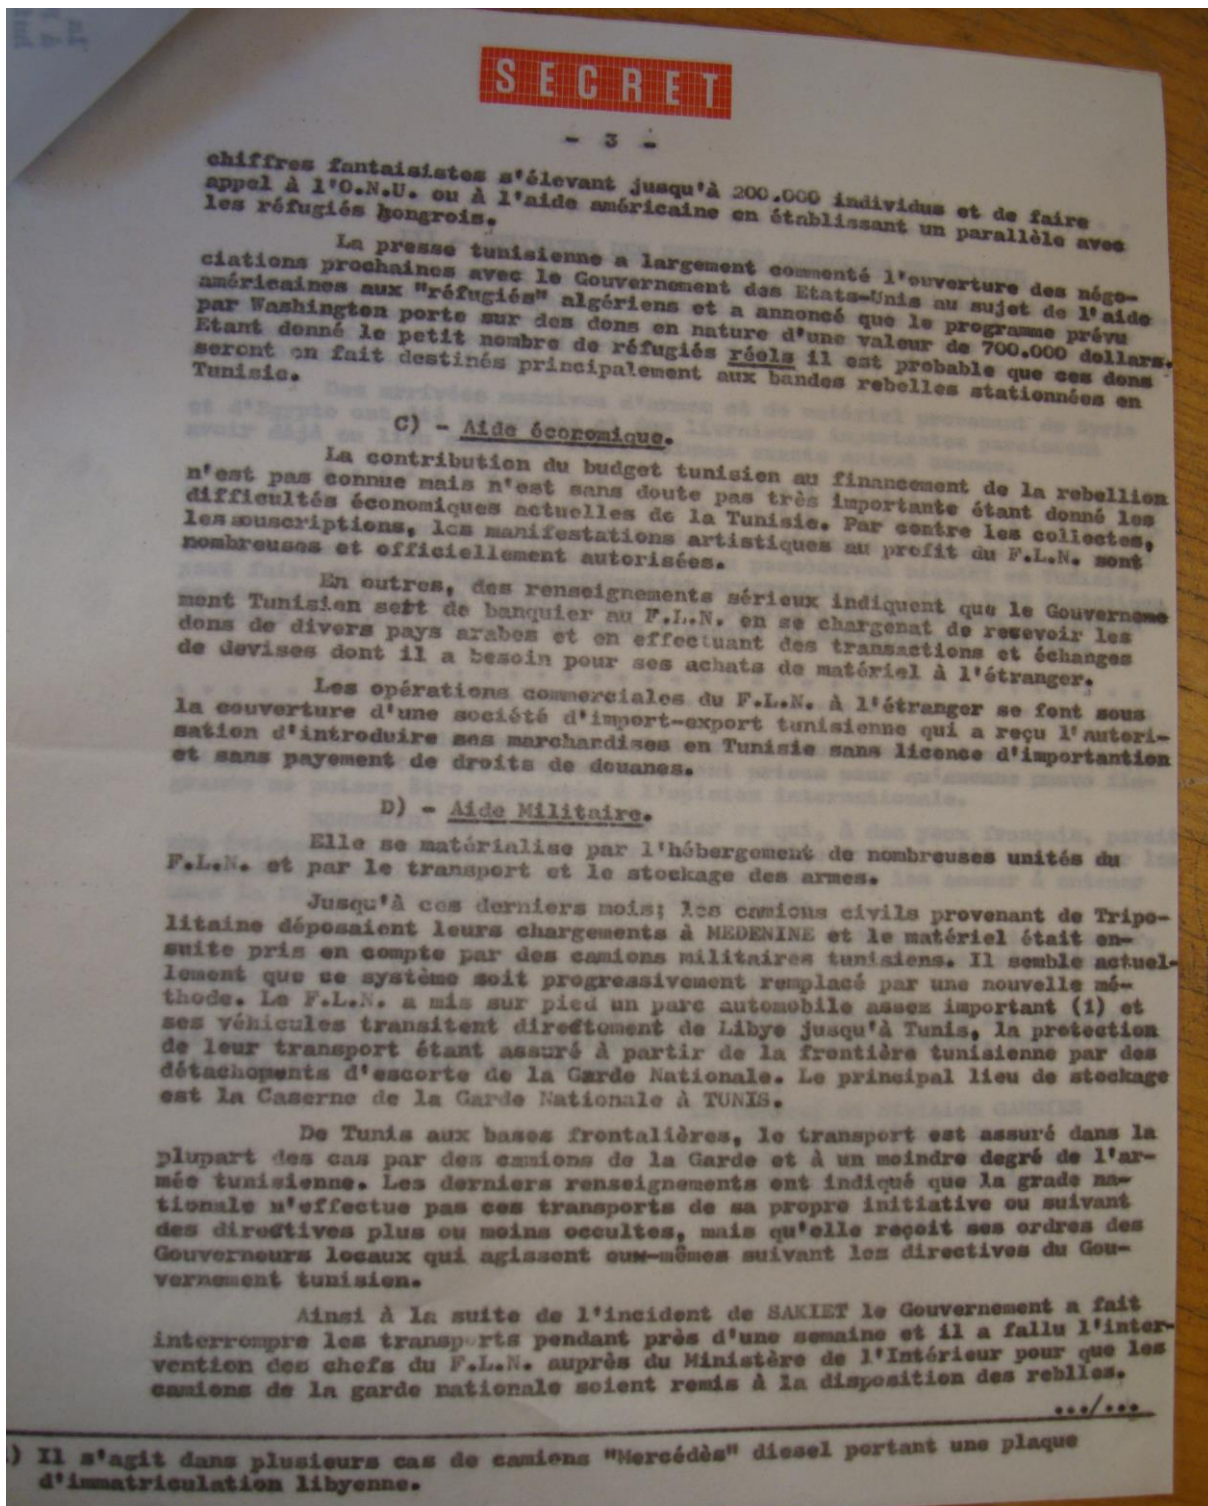 SECRET
- 3 -
chiffres fantaisistes s'élevant jusqu'à 200.000 individus et de faire
appel à l'O.N.U. ou à l'aide américaine en établissant un parallèle avec
les réfugiés hongrois.
La presse tunisienne a largement commenté l'ouverture des négo-
ciations prochaines avec le Gouvernement des Etats-Unis au sujet de l'aide
américaines aux "réfugiés" algériens et a annoncé que le programme prévu
par Washington porte sur des dons en nature d'une valeur de 700.000 dollars.
Etant donné le petit nombre de réfugiés réels il est probable que ces dons
seront en fait destinés principalement aux bandes rebelles stationnées en
Tunisie.
C) - Aide économique.
La contribution du budget tunisien au financement de la rebellion
n'est pas connue mais n'est sans doute pas très importante étant donné les
difficultés économiques actuelles de la Tunisie. Par contre les collectes,
les souscriptions, les manifestations artistiques au profit du F.L.N. sont
nombreuses et officiellement autorisées.
En outres, des renseignements sérieux indiquent que le Gouverneme
ment Tunisien sert de banquier au F.L.N. en se chargenat de recevoir les
dons de divers pays arabes et en effectuant des transactions et échanges
de devises dont il a besoin pour ses achats de matériel à l'étranger.
Les opérations commerciales du F.L.N. à l'étranger se font sous
la couverture d'une société d'import-export tunisienne qui a reçu l'autori-
sation d'introduire ses marchardises en Tunisie sans licence d'importantion
et sans payement de droits de douanes.
D) - Aide Militaire.
Elle se matérialise par l'hébergement de nombreuses unités du
F.L.N. et par le transport et le stockage des armes.
Jusqu'à ces derniers mois; les camions civils provenant de Tripo-
litaine déposaient leurs chargements à MEDENINE et le matériel était en-
suite pris en compte par des camions militaires tunisiens. Il semble actuel-
lement que ce système soit progressivement remplacé par une nouvelle mé-
thode. Le F.L.N. a mis sur pied un parc automobile assez important (1) et
ses véhicules transitent directoment de Libye jusqu'à Tunis, la protection
de leur transport étant assuré à partir de la frontière tunisienne par des
détachements d'escorte de la Garde Nationale. Le principal lieu de stockage
est la Caserne de la Garde Nationale à TUNIS.
De Tunis aux bases frontalières, le transport est assuré dans la
plupart des cas par des camions de la Garde et à un moindre degré de l'ar-
mée tunisienne. Les derniers renseignements ont indiqué que la grade na-
tionale n'effectue pas ces transports de sa propre initiative ou suivant
des directives plus ou moins occultes, mais qu'elle reçoit ses ordres des
Gouverneurs locaux qui agissent eux-mêmes suivant les directives du Gou-
vernement tunisien.
Ainsi à la suite de l'incident de SAKIET le Gouvernement a fait
interrompre les transports pendant près d'une semaine et il a fallu l'inter-
vention des chefs du F.L.N. auprès du Ministère de l'Intérieur pour que les
camions de la garde nationale soient remis à la disposition des reblles.
.../...
) Il s'agit dans plusieurs cas de camions "Mercédès" diesel portant une plaque
d'immatriculation libyenne.